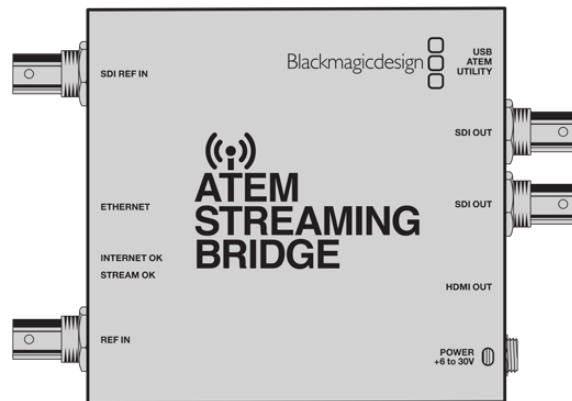 Blackmagicdesign
USB
ATEM
UTILITY
SDI REF IN
SDI OUT
ATEM
STREAMING
BRIDGE
ETHERNET
SDI OUT
INTERNET OK
STREAM OK
HDMI OUT
REF IN
POWER
+6 to 30V